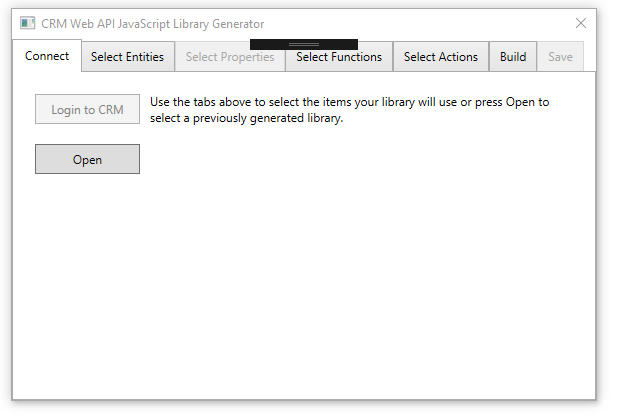 CRM Web API JavaScript Library Generator
Connect Select Entities Select Properties Select Functions Select Actions Build Save
Login to CRM
Use the tabs above to select the items your library will use or press Open to
select a previously generated library.
Open